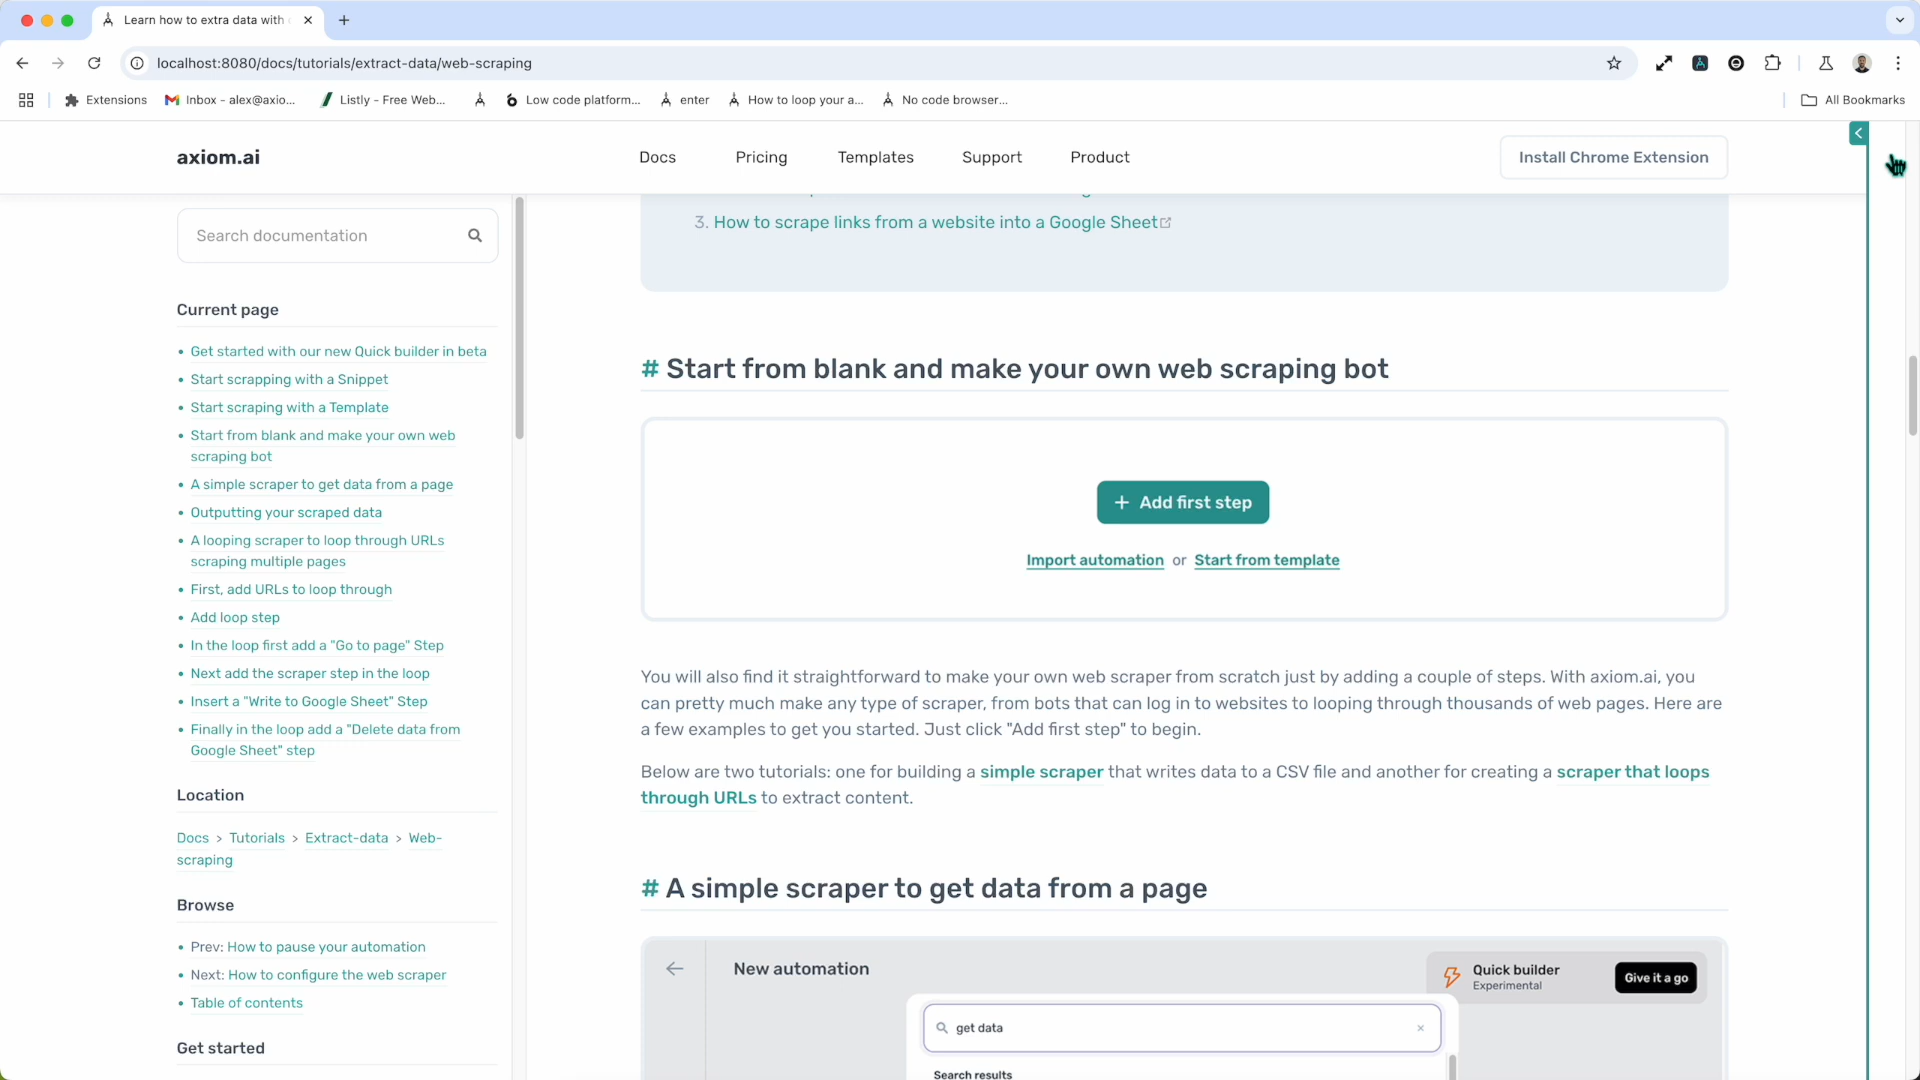 Learn how to extra data with
localhost:8080/docs/tutorials/extract-data/web-scraping
Extensions
Inbox - alex@axio...
Listly - Free Web...
Low code platform...
enter
How to loop your a...
No code browser...
All Bookmarks
axiom.ai
Docs
Pricing
Templates
Support
Product
Install Chrome Extension
Search documentation
Current page
• Get started with our new Quick builder in beta
• Start scrapping with a Snippet
• Start scraping with a Template
• Start from blank and make your own web
scraping bot
• A simple scraper to get data from a page
• Outputting your scraped data
• A looping scraper to loop through URLs
scraping multiple pages
• First, add URLs to loop through
• Add loop step
• In the loop first add a "Go to page" Step
• Next add the scraper step in the loop
• Insert a "Write to Google Sheet" Step
• Finally in the loop add a "Delete data from
Google Sheet" step
Location
Docs > Tutorials > Extract-data > Web-
scraping
Browse
• Prev: How to pause your automation
• Next: How to configure the web scraper
• Table of contents
Get started
3. How to scrape links from a website into a Google Sheet
# Start from blank and make your own web scraping bot
+ Add first step
Import automation or Start from template
You will also find it straightforward to make your own web scraper from scratch just by adding a couple of steps. With axiom.ai, you
can pretty much make any type of scraper, from bots that can log in to websites to looping through thousands of web pages. Here are
a few examples to get you started. Just click "Add first step" to begin.
Below are two tutorials: one for building a simple scraper that writes data to a CSV file and another for creating a scraper that loops
through URLs to extract content.
# A simple scraper to get data from a page
New automation
Quick builder
Experimental
Give it a go
get data
Search results